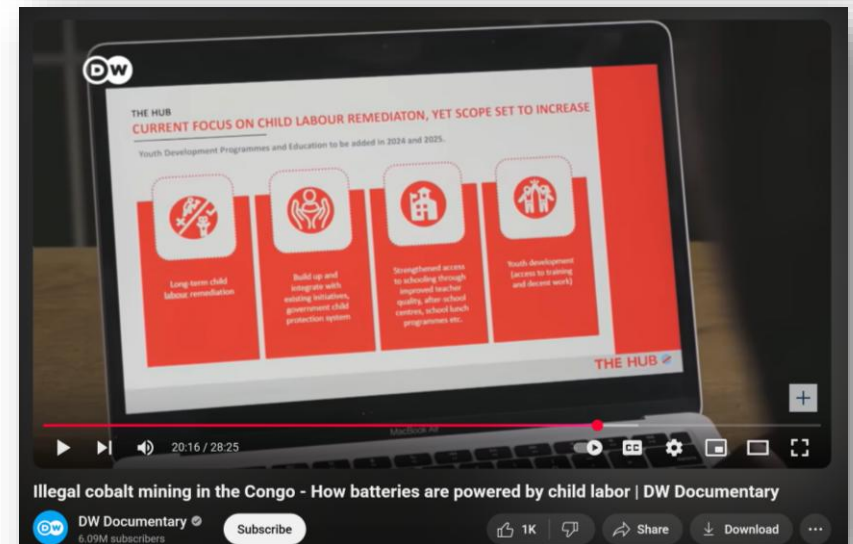 DW
THE HUB
CURRENT FOCUS ON CHILD LABOUR REMEDIATON, YET SCOPE SET TO INCREASE
Youth Development Programmes and Education to be added in 2024 and 2025.
Long-term child
labour remediation
Build up and
integrate with
existing initiatives,
government child
protection system
Strengthened access
to schooling through
improved teacher
quality, after-school
centres, school lunch
programmes etc.
Youth development
(access to training
and decent work)
THE HUB
MacBook Air
20:16 / 28:25
CC
Illegal cobalt mining in the Congo - How batteries are powered by child labor | DW Documentary
DW
DW Documentary
6.09M subscribers
Subscribe
1K
Share
Download